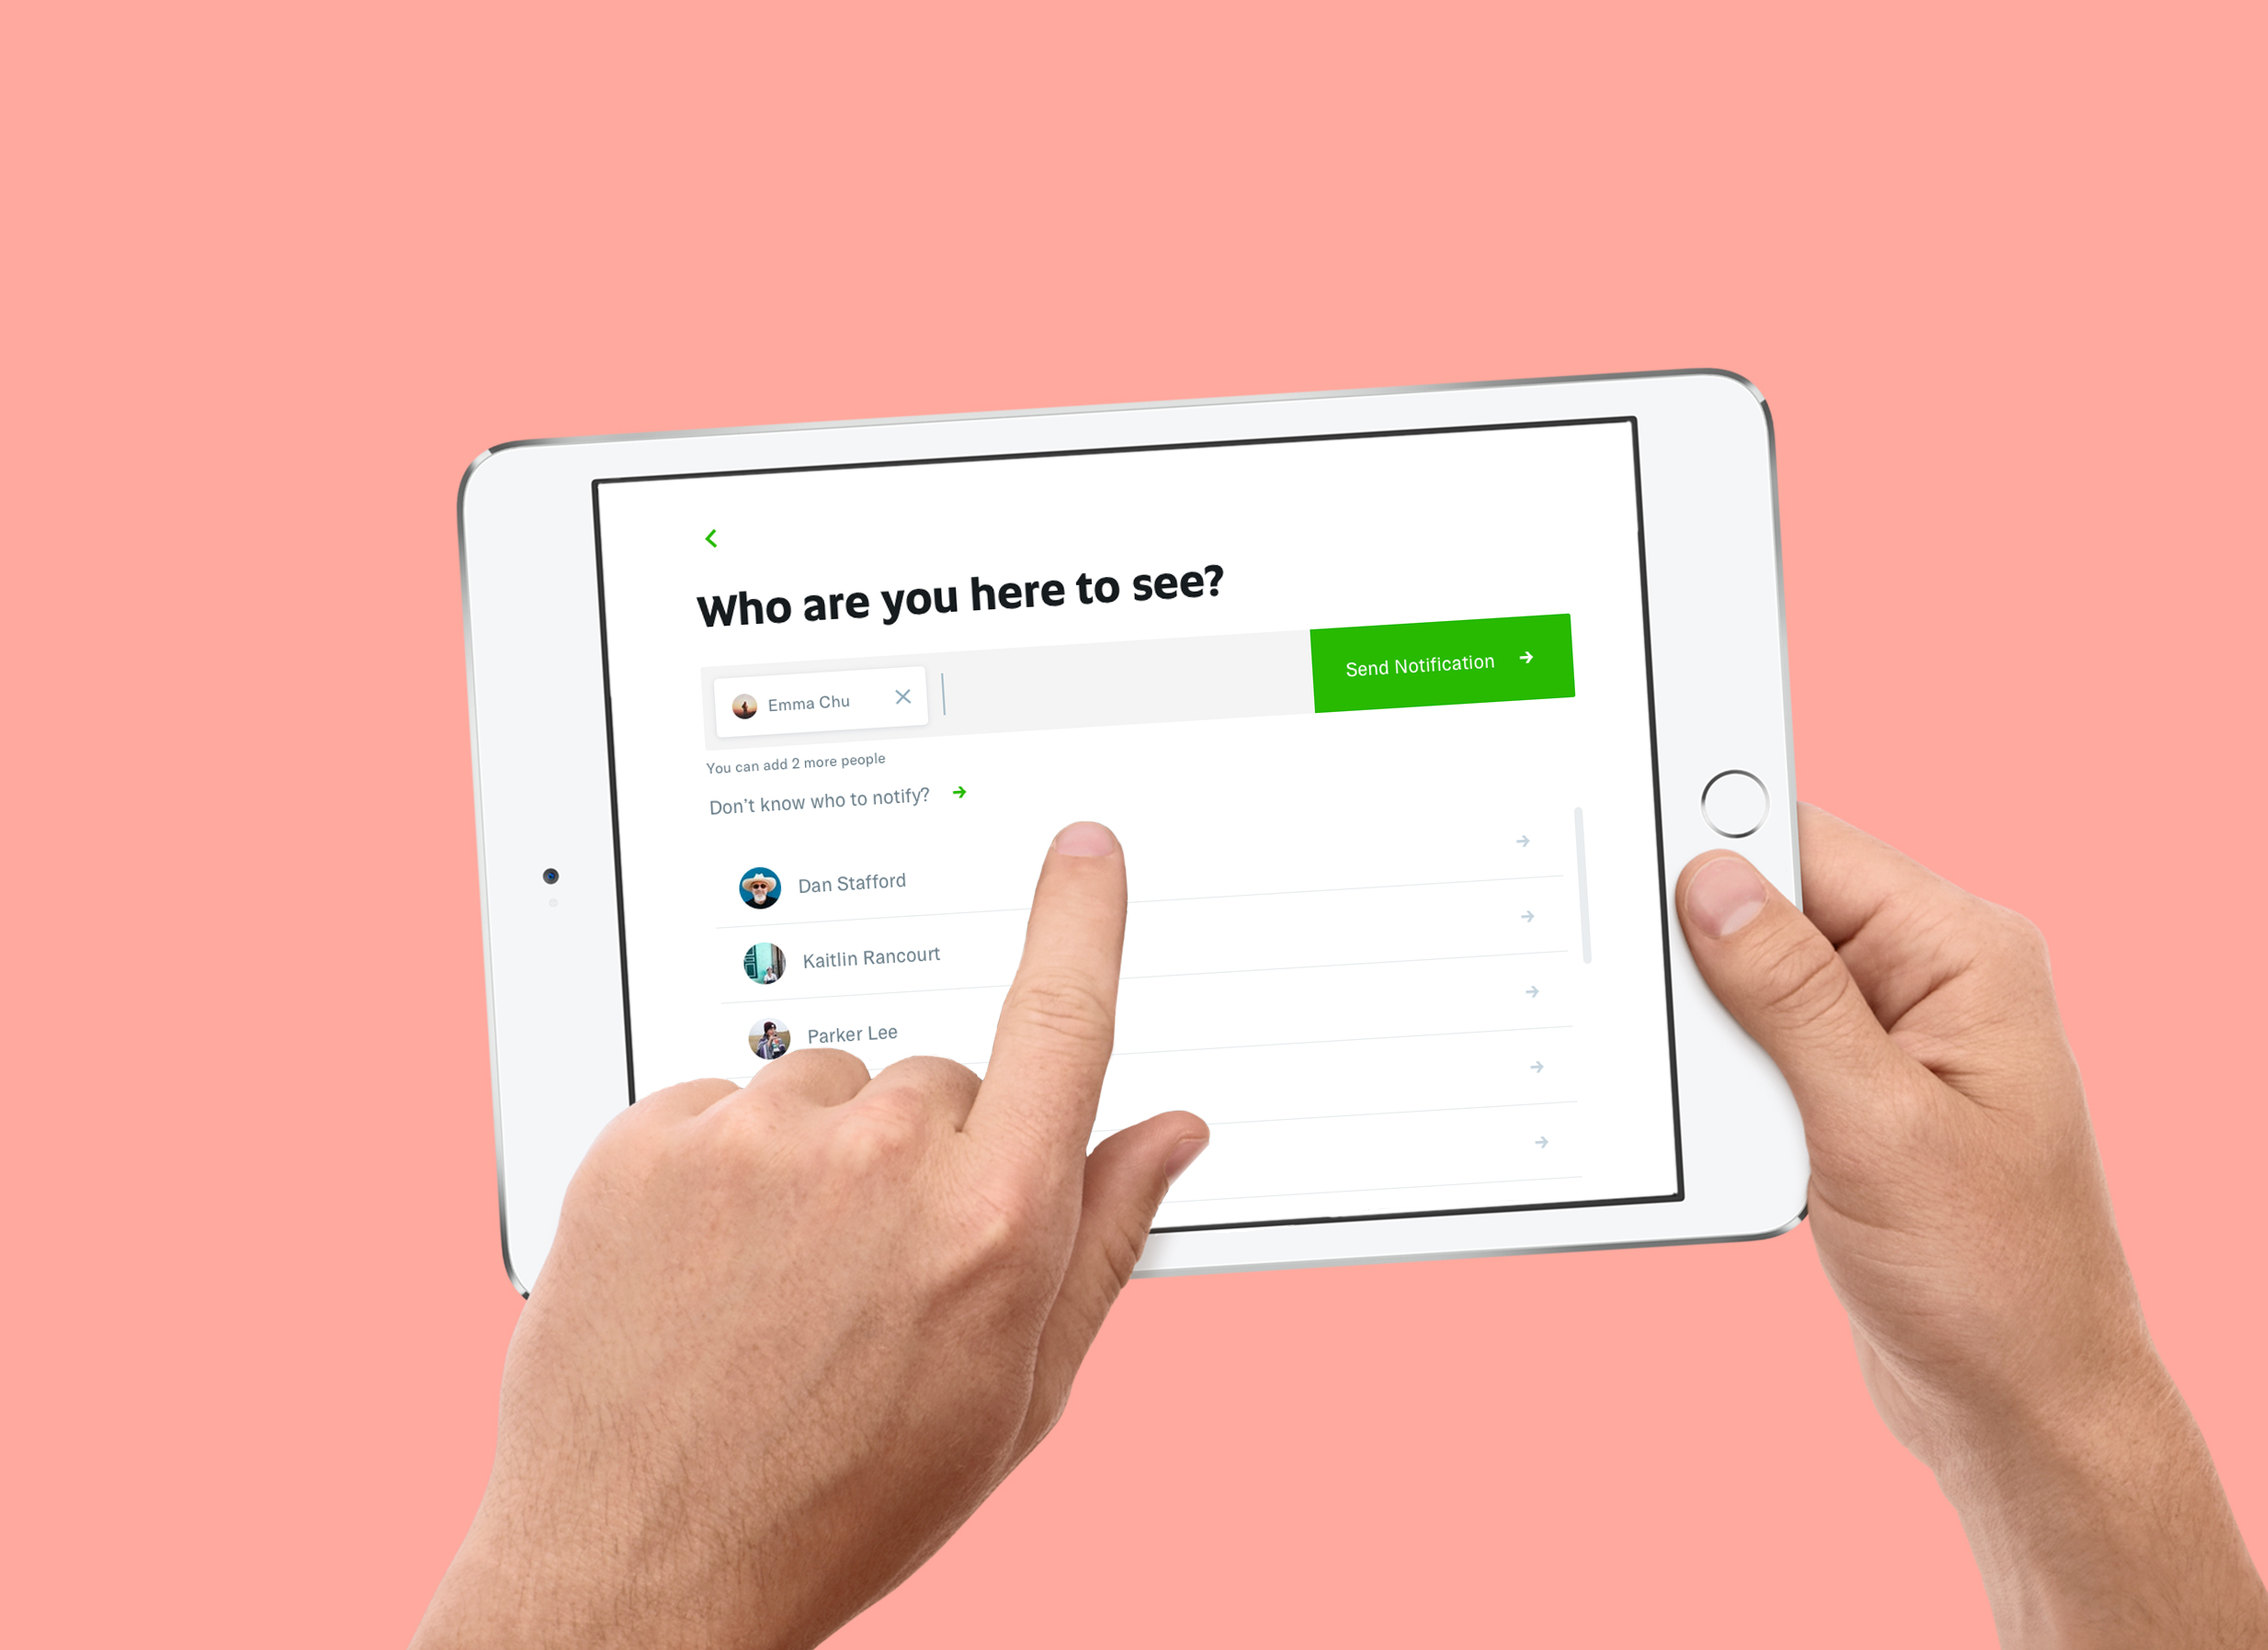 Who are you here to see?
Emma Chu
Send Notification
You can add 2 more people
Don't know who to notify?
Dan Stafford
Kaitlin Rancourt
Parker Lee